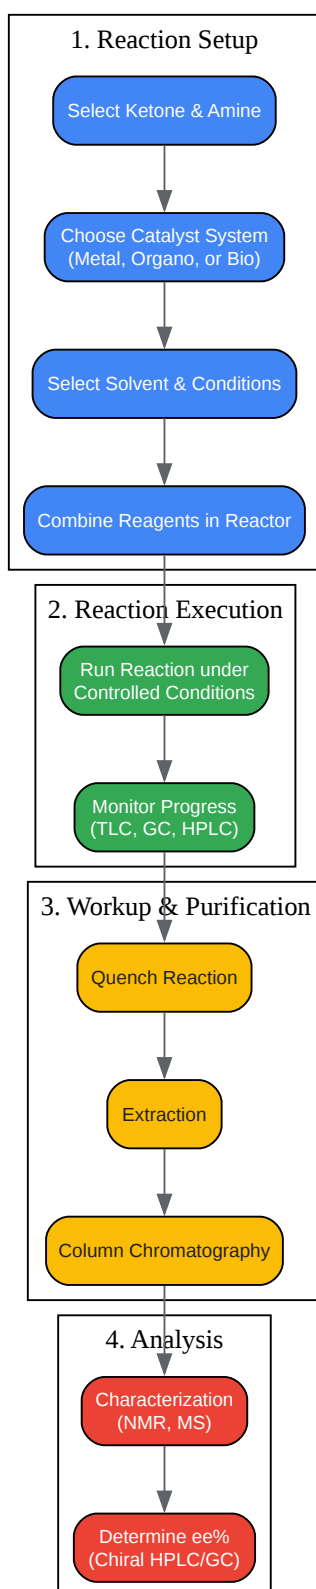 1. Reaction Setup
Select Ketone & Amine
Choose Catalyst System
(Metal, Organo, or Bio)
Select Solvent & Conditions
Combine Reagents in Reactor
2. Reaction Execution
Run Reaction under
Controlled Conditions
Monitor Progress
(TLC, GC, HPLC)
3. Workup & Purification
Quench Reaction
Extraction
Column Chromatography
4. Analysis
Characterization
(NMR, MS)
Determine ee%
(Chiral HPLC/GC)